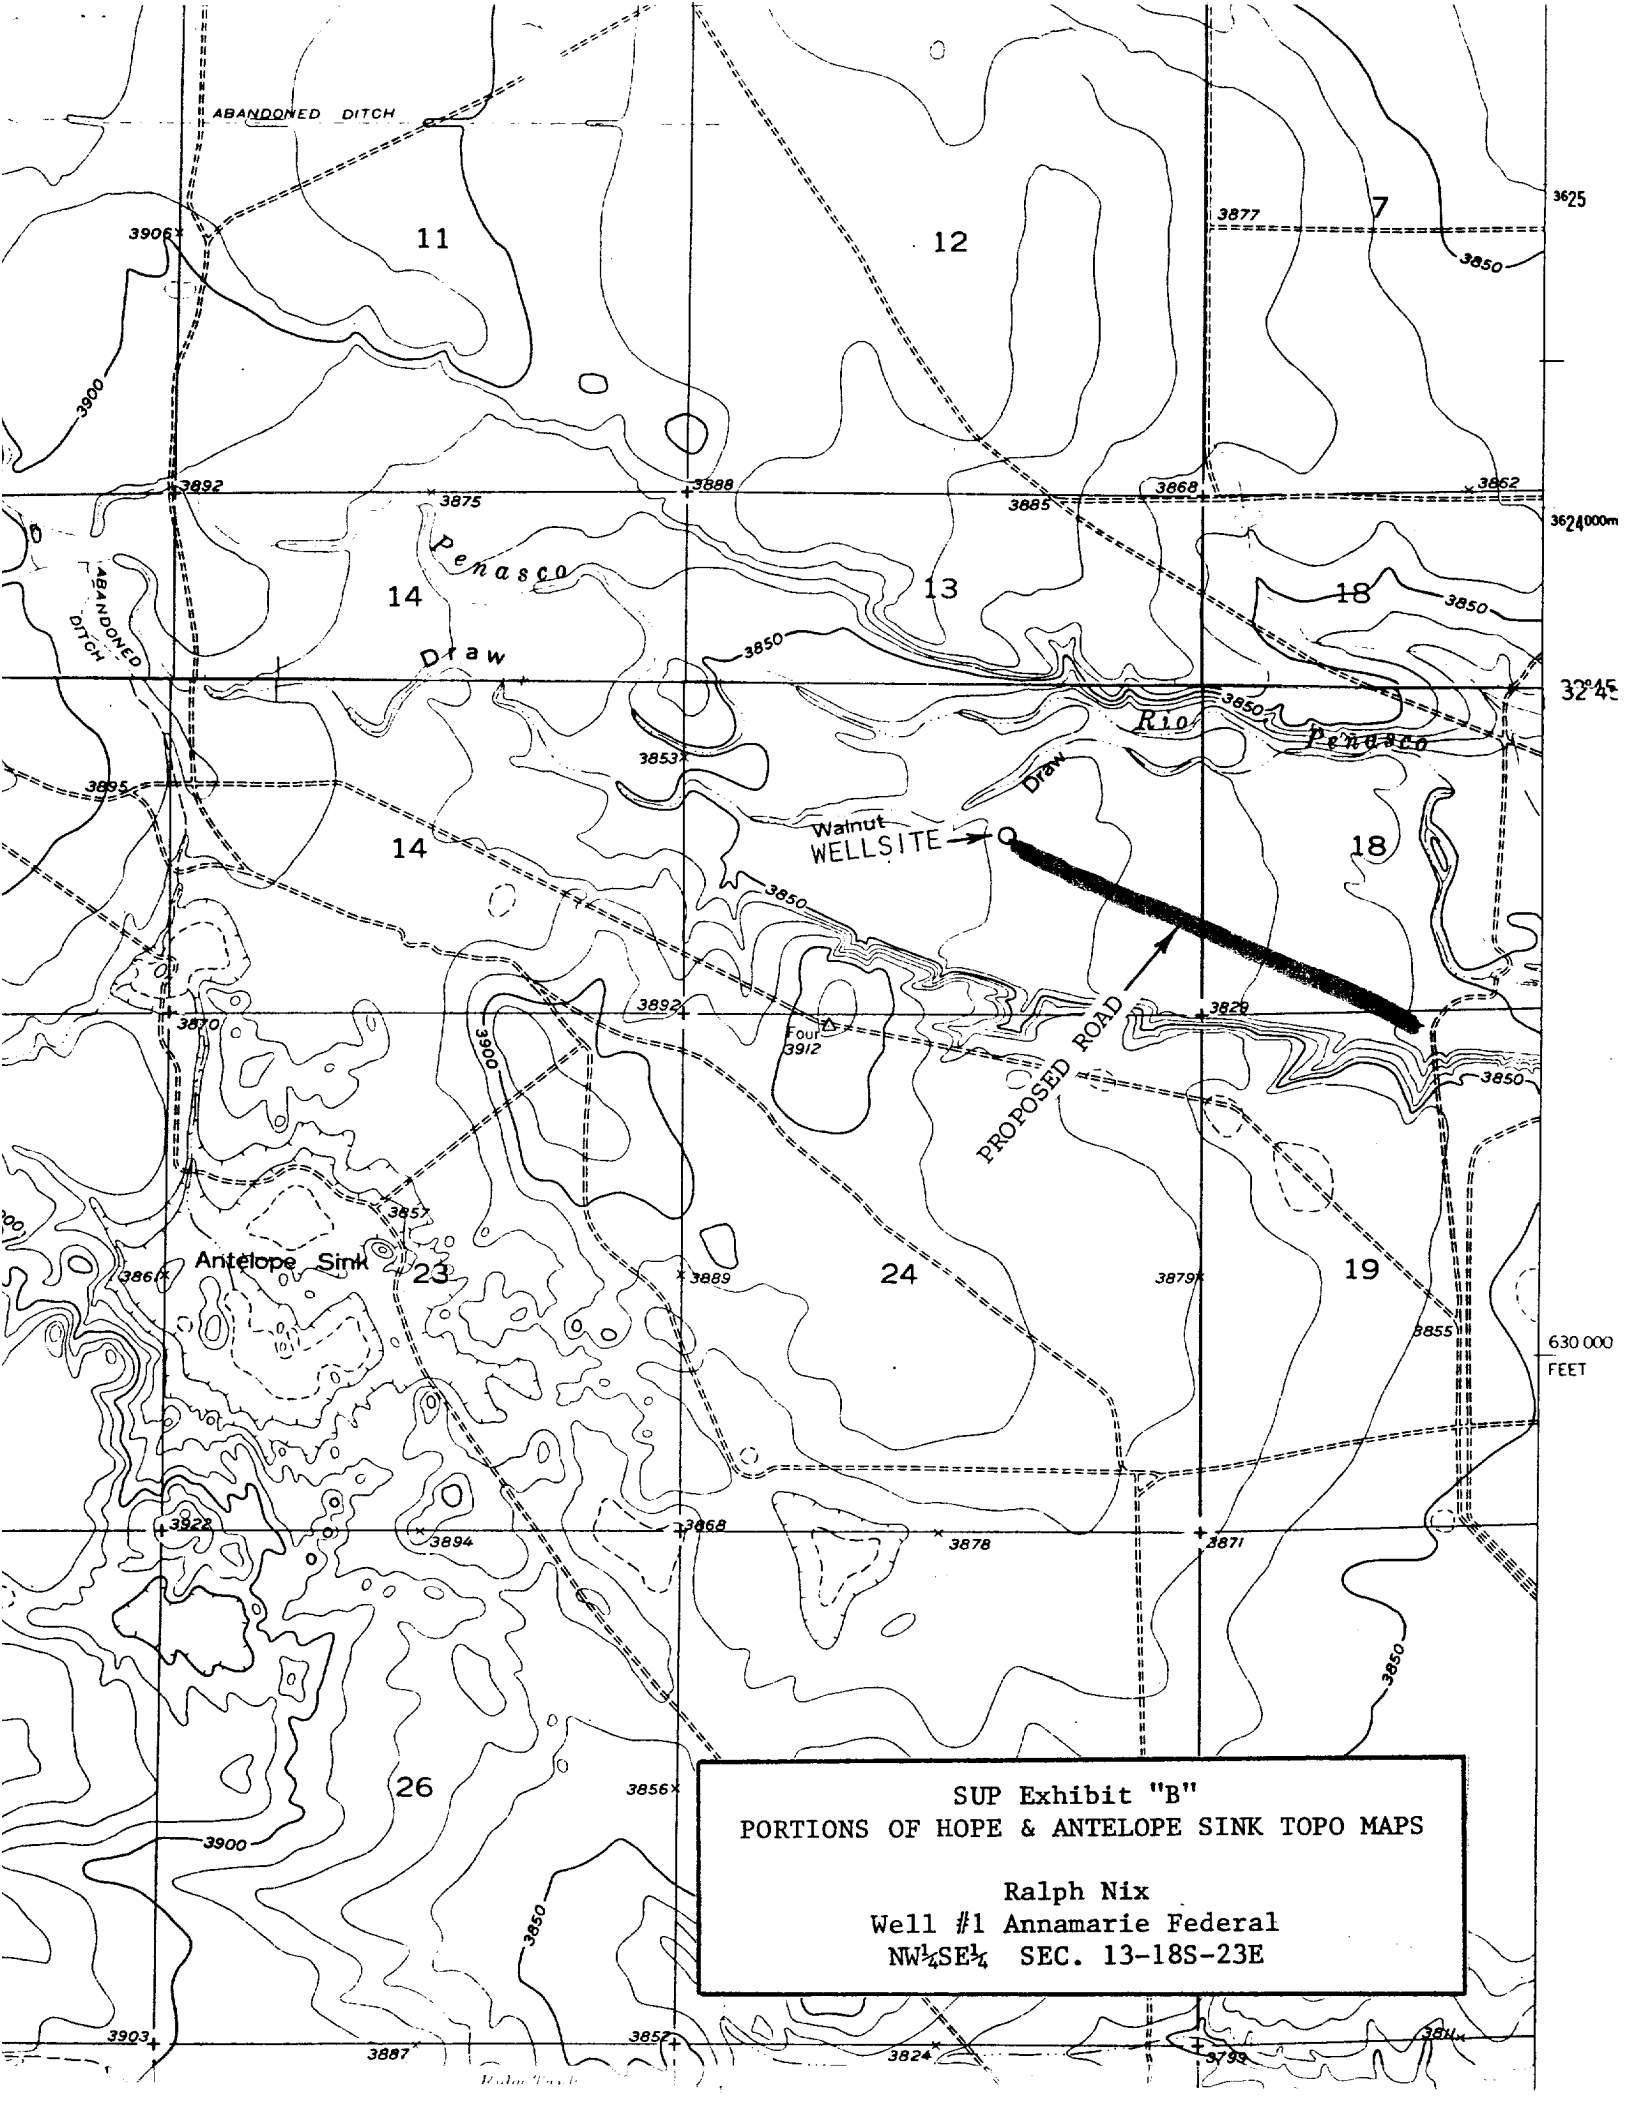 ABANDONED DITCH
3625
7
3877
3906
11
12
3850
3900
3892
3875
3888
3885
3868
3862
3624000m
Penasco
ABANDONED
DITCH
14
13
18
3850
Draw
3850
32°45
3850
Rio
Peñasco
3853
Draw
3895
Walnut
WELLSITE
14
18
3850
3892
3829
3870
Four
3912
3900
PROPOSED ROAD
3850
3857
Antelope Sink
3861
23
3889
24
3879
19
3855
630 000
FEET
3922
3894
3868
3878
3871
3850
26
3856
3900
3850
SUP Exhibit "B"
PORTIONS OF HOPE & ANTELOPE SINK TOPO MAPS
Ralph Nix
Well #1 Annamarie Federal
NW¼SE¼ SEC. 13-18S-23E
3903
3887
3852
3824
3799
3811